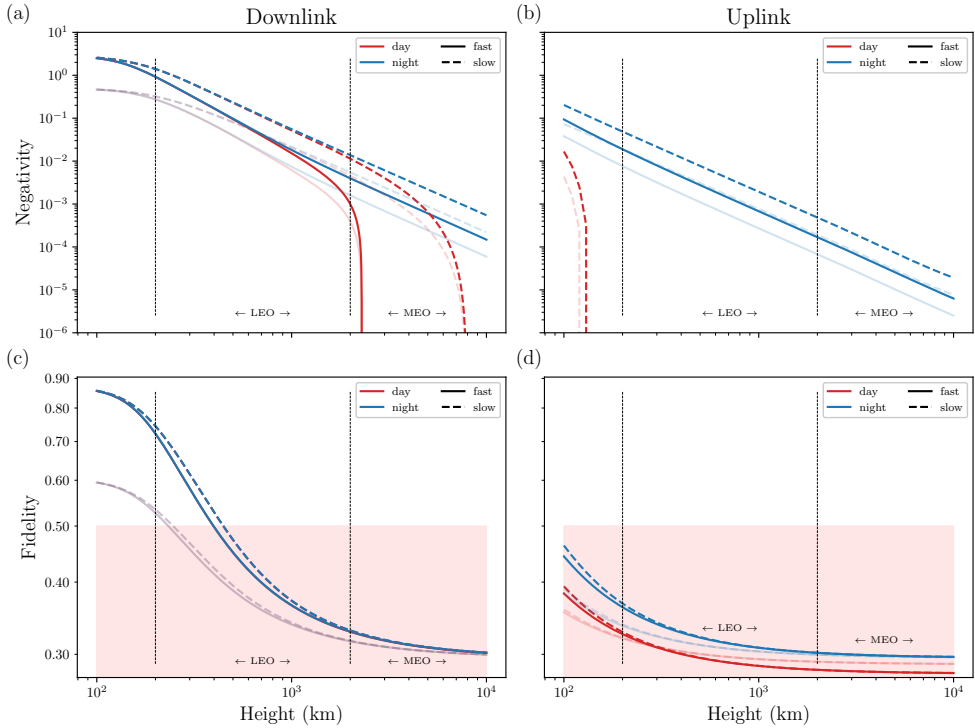 (a)
Downlink
day
night
fast
slow
Negativity
10^1
10^0
10^-1
10^-2
10^-3
10^-4
10^-5
10^-6
← LEO →
← MEO →
(b)
Uplink
day
night
fast
slow
← LEO →
← MEO →
(c)
day
night
fast
slow
Fidelity
0.90
0.80
0.70
0.60
0.50
0.40
0.30
← LEO →
← MEO →
10^2
10^3
10^4
Height (km)
(d)
day
night
fast
slow
← LEO →
← MEO →
10^2
10^3
10^4
Height (km)